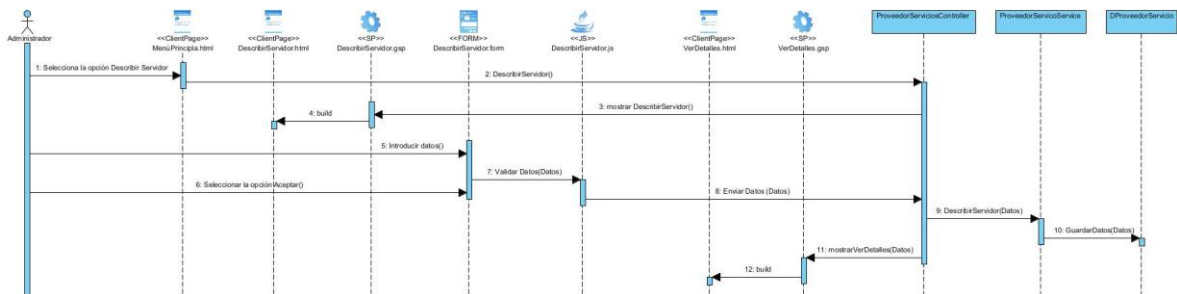 Administrador
<<ClientPage>>
MenúPrincipla.html
<<ClientPage>>
DescribirServidor.html
<<SP>>
DescribirServidor.gsp
<<FORM>>
DescribirServidor.form
<<JS>>
DescribirServidor.js
<<ClientPage>>
VerDetalles.html
<<SP>>
VerDetalles.gsp
ProveedorServiciosController
ProveedorServicoService
DProveedorServicio
1: Selecciona la opción Describir Servidor
2: DescribirServidor()
3: mostrar DescribirServidor()
4: build
5: Introducir datos()
6: Seleccionar la opción Aceptar()
7: Validar Datos(Datos)
8: Enviar Datos (Datos)
9: DescribirServidor(Datos)
10: GuardarDatos(Datos)
11: mostrarVerDetalles(Datos)
12: build